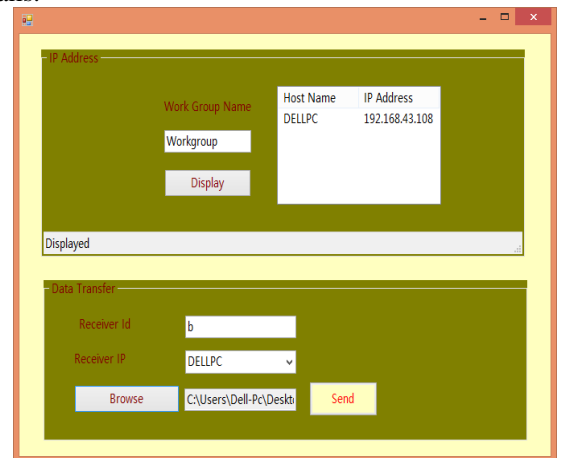 IP Address
Work Group Name
Host Name IP Address
DELLPC 192.168.43.108
Workgroup
Display
Displayed
Data Transfer
Receiver Id b
Receiver IP DELLPC
Browse C:\Users\Dell-Pc\Deskt Send